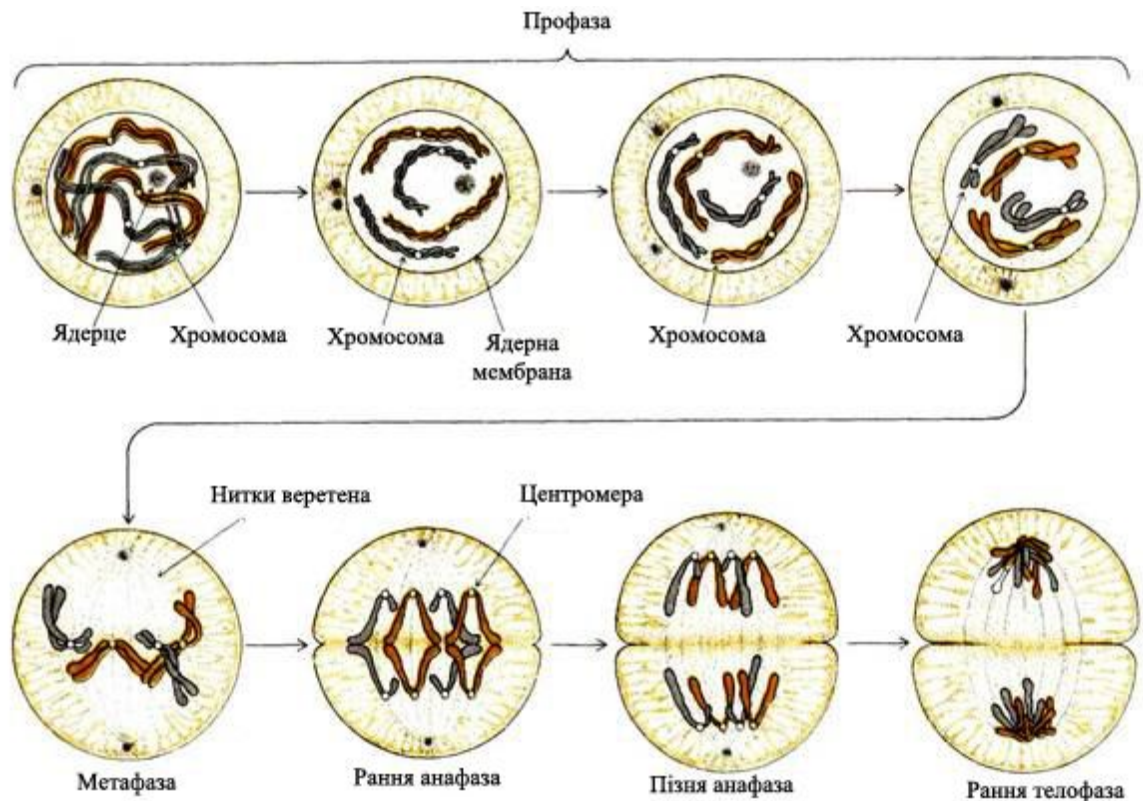 Профаза
Ядерце
Хромосома
Хромосома
Ядерна
мембрана
Хромосома
Хромосома
Нитки веретена
Центромера
Метафаза
Рання анафаза
Пізня анафаза
Рання телофаза